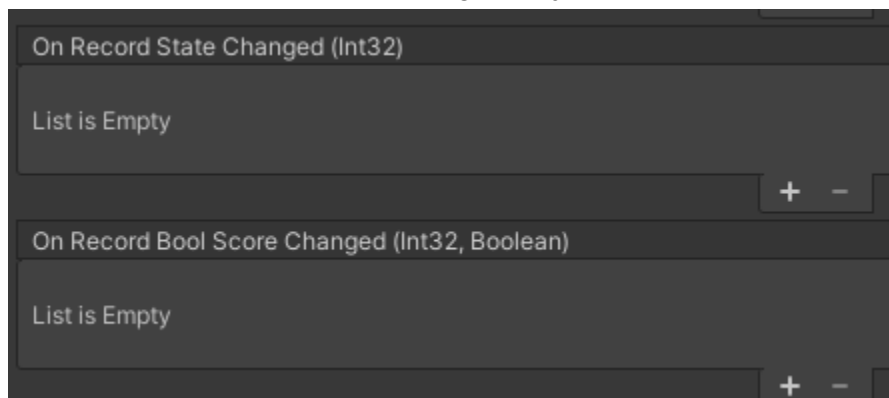 On Record State Changed (Int32)
List is Empty
+ −
On Record Bool Score Changed (Int32, Boolean)
List is Empty
+ −